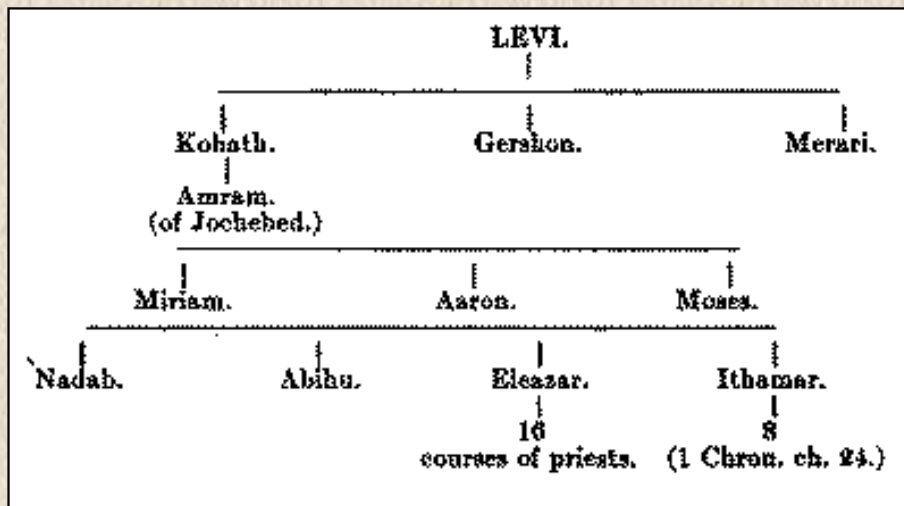 LEVI.
Kohath. Gershon. Merari.
Amram.
(of Jochebed.)
Miriam. Aaron. Moses.
Nadab. Abihu. Eleazar. Ithamar.
16 8
courses of priests. (1 Chron. ch. 24.)